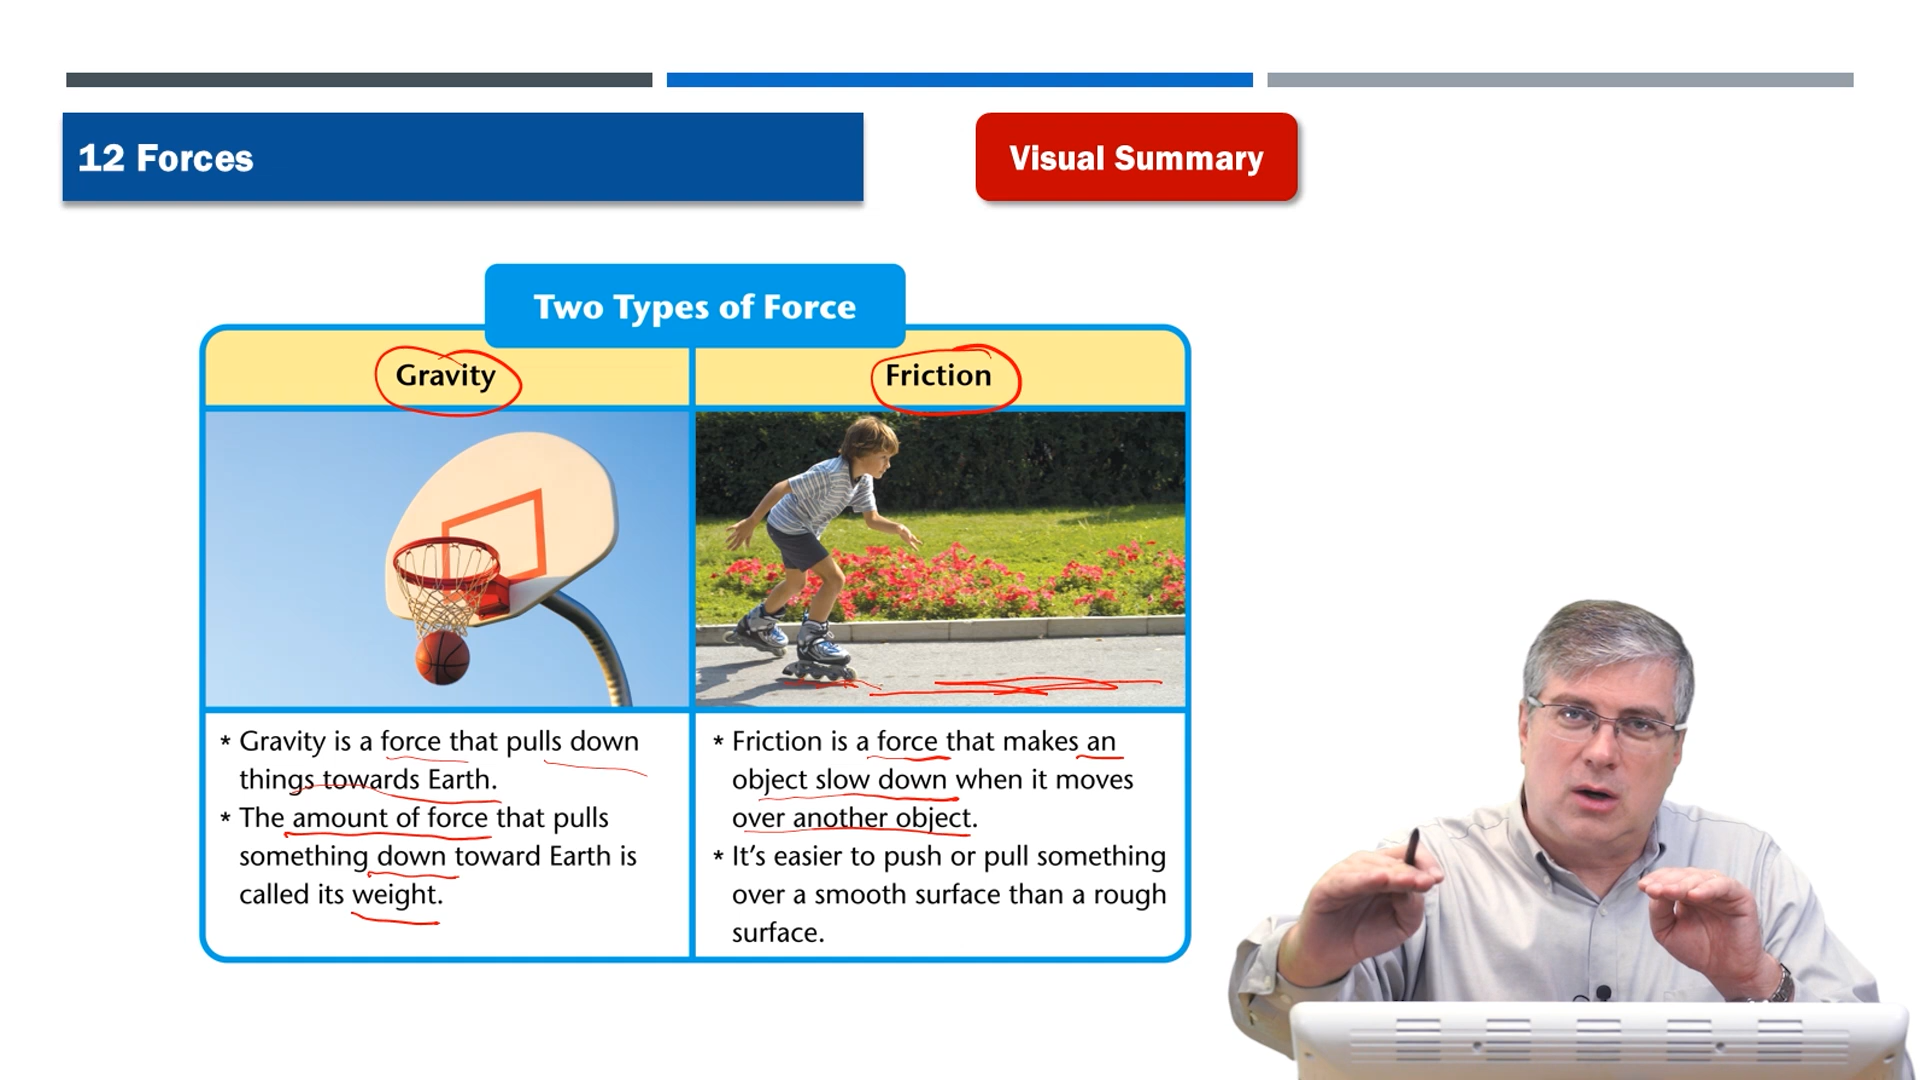 12 Forces
Visual Summary
Two Types of Force
Gravity
Friction
* Gravity is a force that pulls down
things towards Earth.
* The amount of force that pulls
something down toward Earth is
called its weight.
* Friction is a force that makes an
object slow down when it moves
over another object.
* It's easier to push or pull something
over a smooth surface than a rough
surface.